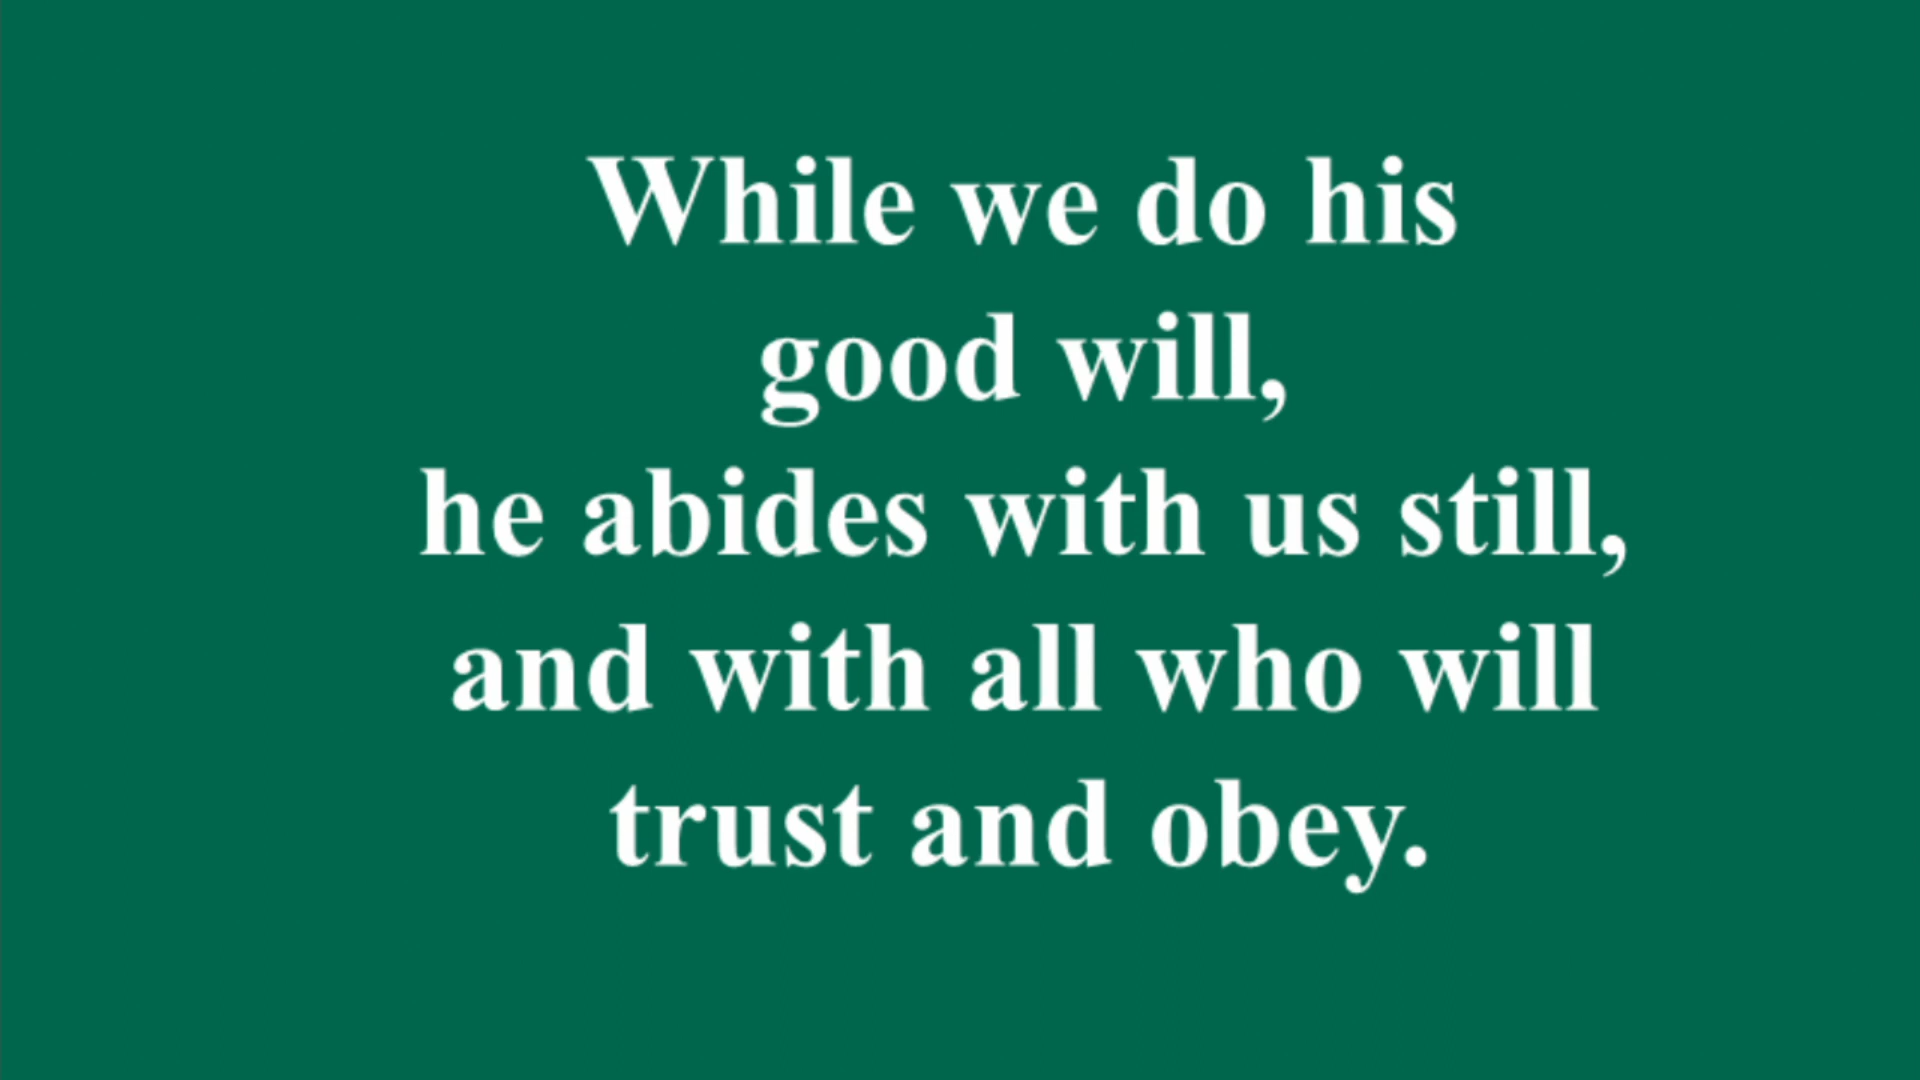 While we do his
good will,
he abides with us still,
and with all who will
trust and obey.